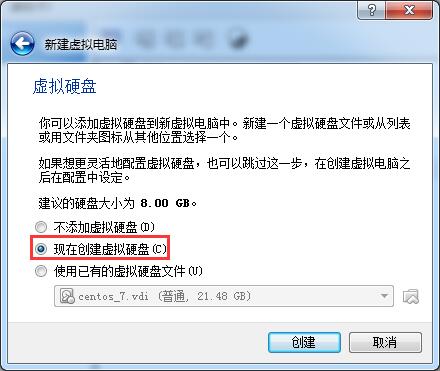 新建虚拟电脑
虚拟硬盘
你可以添加虚拟硬盘到新虚拟电脑中。新建一个虚拟硬盘文件或从列表
或用文件夹图标从其他位置选择一个。
如果想更灵活地配置虚拟硬盘，也可以跳过这一步，在创建虚拟电脑之
后在配置中设定。
建议的硬盘大小为 8.00 GB。
不添加虚拟硬盘(D)
现在创建虚拟硬盘(C)
使用已有的虚拟硬盘文件(U)
centos_7.vdi (普通, 21.48 GB)
创建
取消